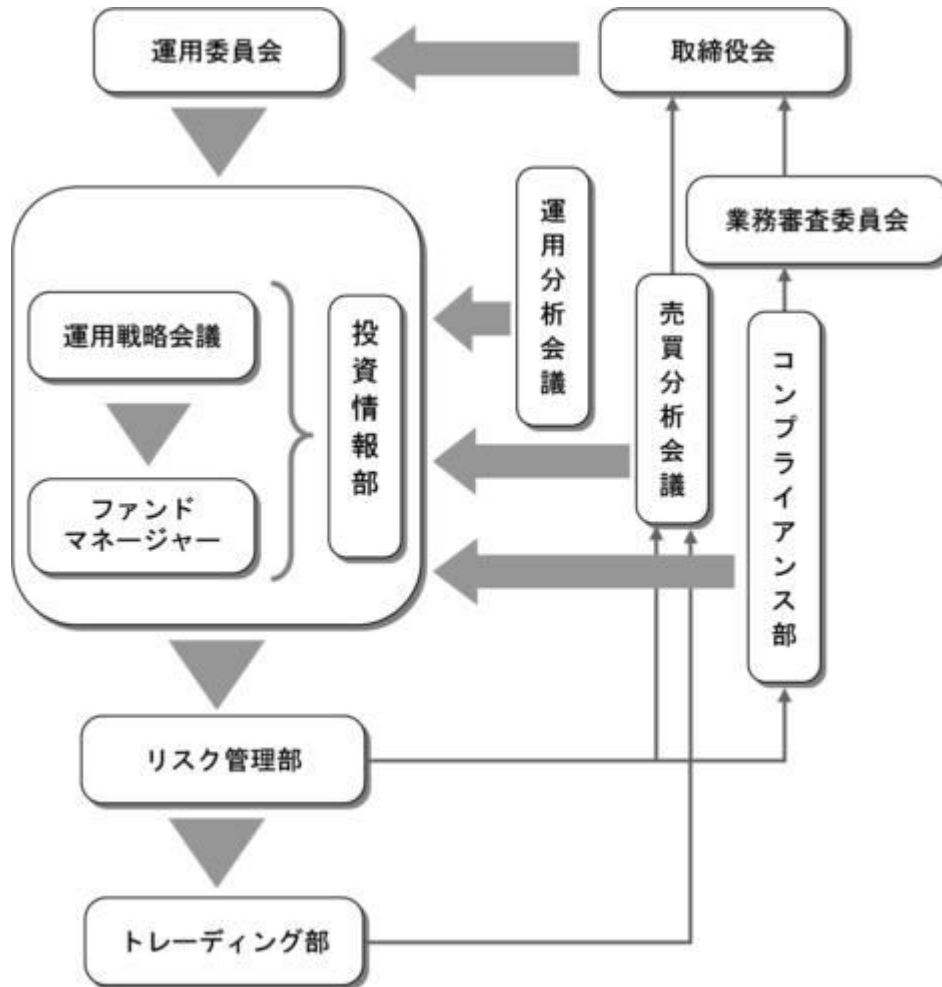 運用委員会
取締役会
運用分析会議
業務審査委員会
売買分析会議
コンプライアンス部
運用戦略会議
投資情報部
ファンド
マネージャー
リスク管理部
トレーディング部